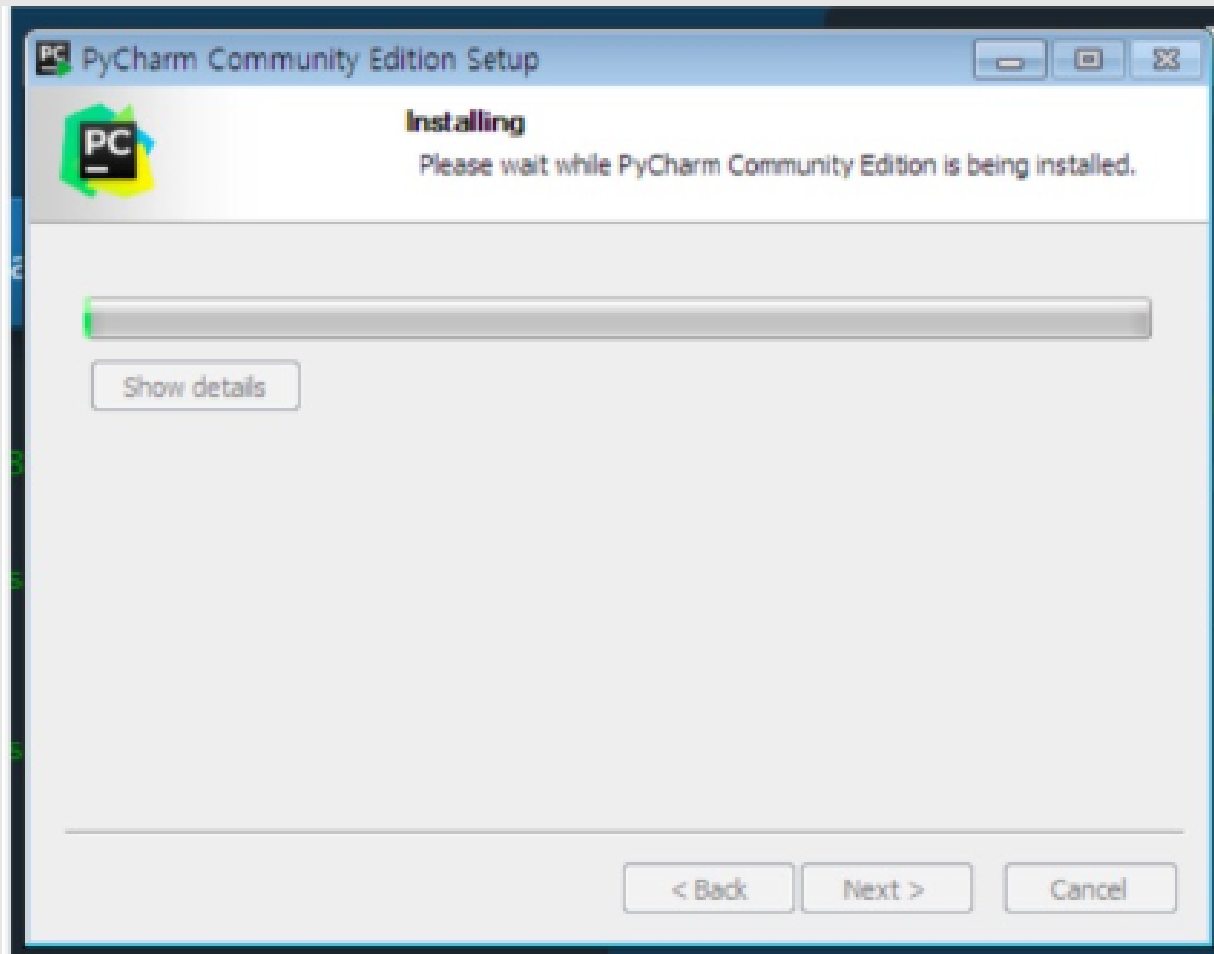 PyCharm Community Edition Setup
PC
Installing
Please wait while PyCharm Community Edition is being installed.
a
Show details
8
s
s
< Back
Next >
Cancel